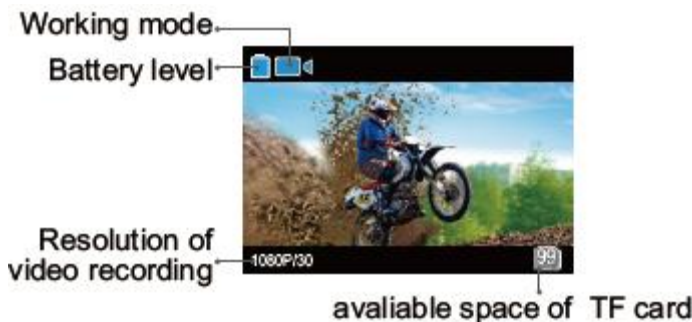 Working mode
Battery level
Resolution of
video recording
1080P/30
99
avaliable space of TF card